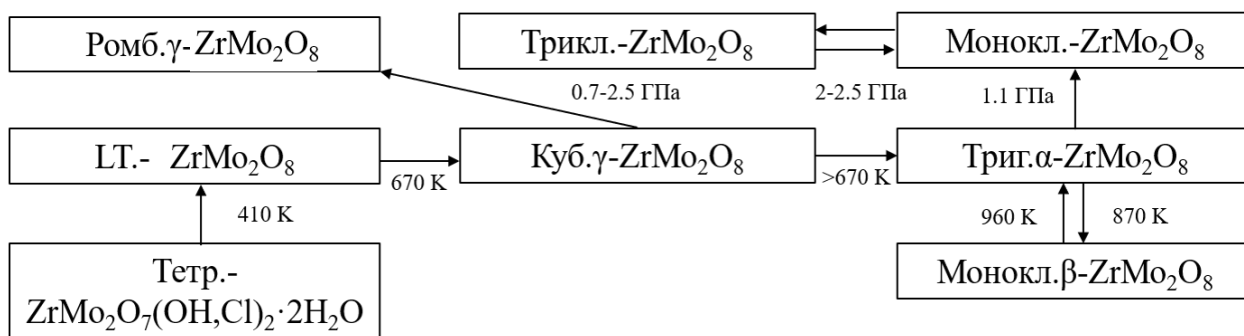 Ромб.γ-ZrMo₂O₈
Трикл.-ZrMo₂O₈
Монокл.-ZrMo₂O₈
0.7-2.5 ГПа
2-2.5 ГПа
1.1 ГПа
LT.- ZrMo₂O₈
670 K
Куб.γ-ZrMo₂O₈
>670 K
Триг.α-ZrMo₂O₈
410 K
960 K
870 K
Тетр.-
ZrMo₂O₇(OH,Cl)₂·2H₂O
Монокл.β-ZrMo₂O₈